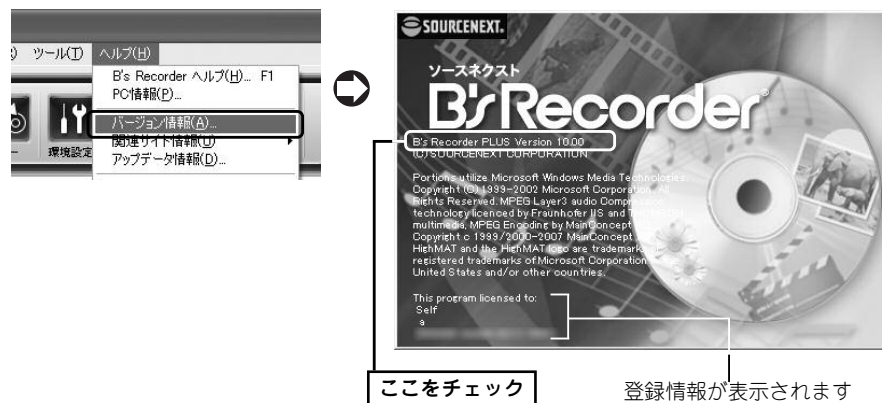 ツール(T) ヘルプ(H)
B's Recorder ヘルプ(H)... F1
PC情報(P)...
バージョン情報(A)...
関連サイト情報(U)
アップデータ情報(D)...
環境設定
SOURCENEXT.
ソースネクスト
B's Recorder®
B's Recorder PLUS Version 10.00
(C) SOURCENEXT CORPORATION
Portions utilize Microsoft Windows Media Technologies.
Copyright (C) 1999-2002 Microsoft Corporation. All
Rights Reserved. MPEG Layer3 audio Compression
technology licenced by Fraunhofer IIS and
multimedia, MPEG Encoding by MainConcept
Copyright c 1999/2000-2007 MainConcept
HighMAT and the HighMAT logo are trademarks
registered trademarks of Microsoft Corporation
United States and/or other countries.
This program licensed to:
Self
a
ここをチェック
登録情報が表示されます